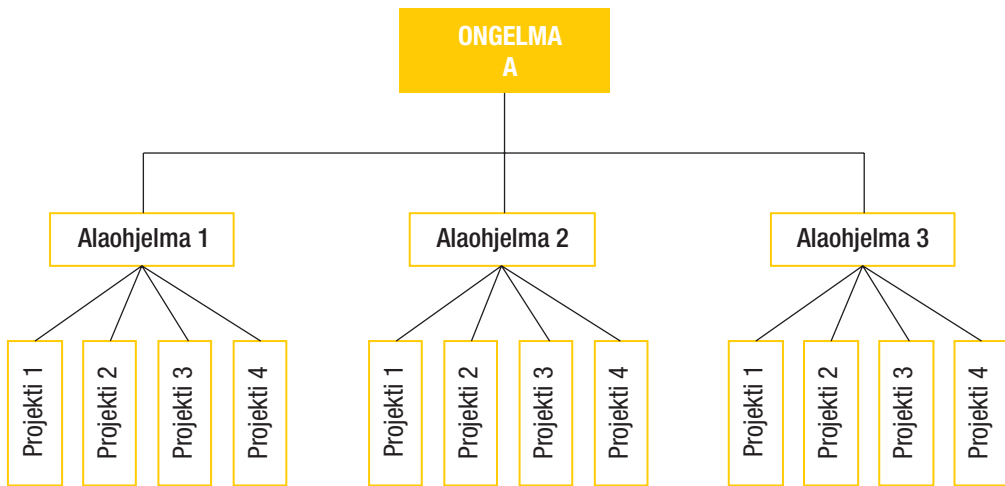 ONGELMA
A
Alaohjelma 1
Alaohjelma 2
Alaohjelma 3
Projekti 1
Projekti 2
Projekti 3
Projekti 4
Projekti 1
Projekti 2
Projekti 3
Projekti 4
Projekti 1
Projekti 2
Projekti 3
Projekti 4